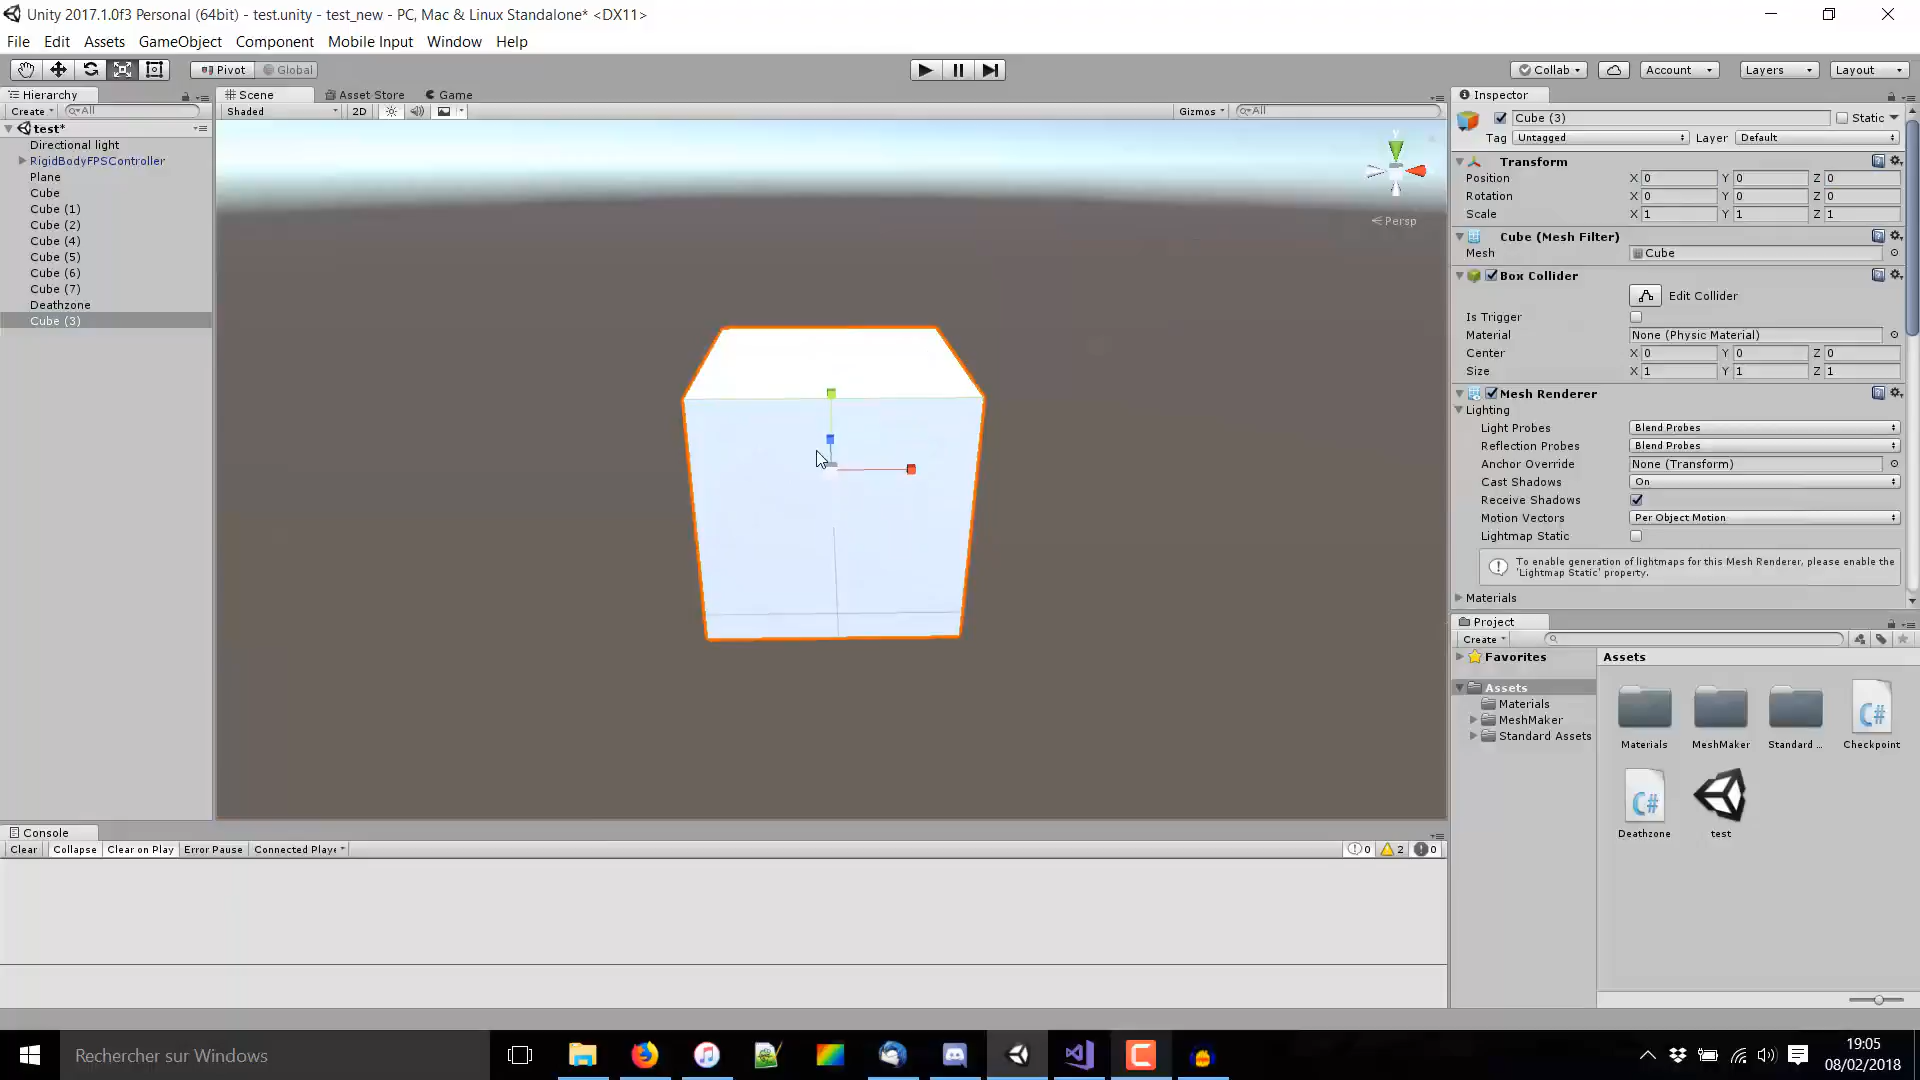 Unity 2017.1.0f3 Personal (64bit) - test.unity - test_new - PC, Mac & Linux Standalone* <DX11>
File Edit Assets GameObject Component Mobile Input Window Help
Pivot Global Collab Account Layers Layout
Hierarchy
Create All
test*
Directional light
RigidBodyFPSController
Plane
Cube
Cube (1)
Cube (2)
Cube (4)
Cube (5)
Cube (6)
Cube (7)
Deathzone
Cube (3)
Scene Asset Store Game
Shaded 2D Gizmos All
y
Persp
Inspector
Cube (3) Static
Tag Untagged Layer Default
Transform
Position X 0 Y 0 Z 0
Rotation X 0 Y 0 Z 0
Scale X 1 Y 1 Z 1
Cube (Mesh Filter)
Mesh Cube
Box Collider
Edit Collider
Is Trigger
Material None (Physic Material)
Center X 0 Y 0 Z 0
Size X 1 Y 1 Z 1
Mesh Renderer
Lighting
Light Probes Blend Probes
Reflection Probes Blend Probes
Anchor Override None (Transform)
Cast Shadows On
Receive Shadows
Motion Vectors Per Object Motion
Lightmap Static
To enable generation of lightmaps for this Mesh Renderer, please enable the
'Lightmap Static' property.
Materials
Project
Create
Favorites
Assets
Materials
MeshMaker
Standard Assets
Assets
Materials MeshMaker Standard ... C# Checkpoint
C# Deathzone test
Console
Clear Collapse Clear on Play Error Pause Connected Playe 0 2 0
Rechercher sur Windows
19:05
08/02/2018